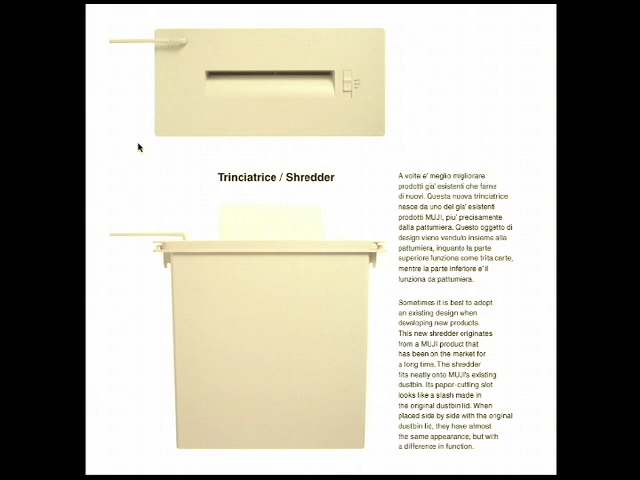 Trinciatrice / Shredder
A volte e' meglio migliorare
prodotti gia' esistenti che farne
di nuovi. Questa nuova trinciatrice
nasce da uno dei gia' esistenti
prodotti MUJI, piu' precisamente
dalla pattumiera. Questo oggetto di
design viene venduto insieme alla
pattumiera, inquanto la parte
superiore funziona come trita carte,
mentre la parte inferiore e' il
funziona da pattumiera.
Sometimes it is best to adopt
an existing design when
developing new products.
This new shredder originates
from a MUJI product that
has been on the market for
a long time. The shredder
fits neatly onto MUJI's existing
dustbin. Its paper-cutting slot
looks like a slash made in
the original dustbin lid. When
placed side by side with the original
dustbin lid, they have almost
the same appearance, but with
a difference in function.